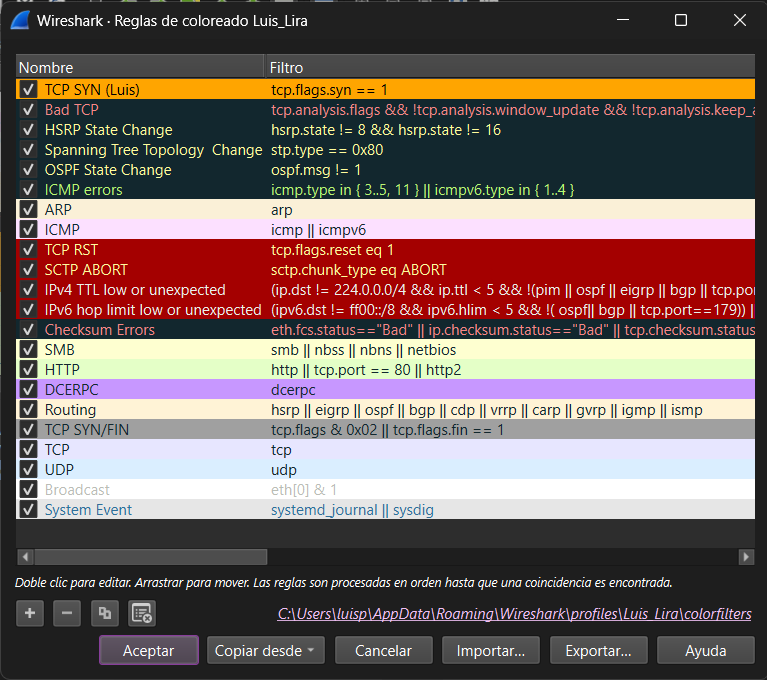 Wireshark · Reglas de coloreado Luis_Lira
Nombre Filtro
TCP SYN (Luis) tcp.flags.syn == 1
Bad TCP tcp.analysis.flags && !tcp.analysis.window_update && !tcp.analysis.keep_a
HSRP State Change hsrp.state != 8 && hsrp.state != 16
Spanning Tree Topology  Change stp.type == 0x80
OSPF State Change ospf.msg != 1
ICMP errors icmp.type in { 3..5, 11 } || icmpv6.type in { 1..4 }
ARP arp
ICMP icmp || icmpv6
TCP RST tcp.flags.reset eq 1
SCTP ABORT sctp.chunk_type eq ABORT
IPv4 TTL low or unexpected (ip.dst != 224.0.0.0/4 && ip.ttl < 5 && !(pim || ospf || eigrp || bgp || tcp.por
IPv6 hop limit low or unexpected (ipv6.dst != ff00::/8 && ipv6.hlim < 5 && !( ospf|| bgp || tcp.port==179)) ||
Checksum Errors eth.fcs.status=="Bad" || ip.checksum.status=="Bad" || tcp.checksum.status
SMB smb || nbss || nbns || netbios
HTTP http || tcp.port == 80 || http2
DCERPC dcerpc
Routing hsrp || eigrp || ospf || bgp || cdp || vrrp || carp || gvrp || igmp || ismp
TCP SYN/FIN tcp.flags & 0x02 || tcp.flags.fin == 1
TCP tcp
UDP udp
Broadcast eth[0] & 1
System Event systemd_journal || sysdig
Doble clic para editar. Arrastrar para mover. Las reglas son procesadas en orden hasta que una coincidencia es encontrada.
C:\Users\luisp\AppData\Roaming\Wireshark\profiles\Luis_Lira\colorfilters
Aceptar Copiar desde Cancelar Importar... Exportar... Ayuda